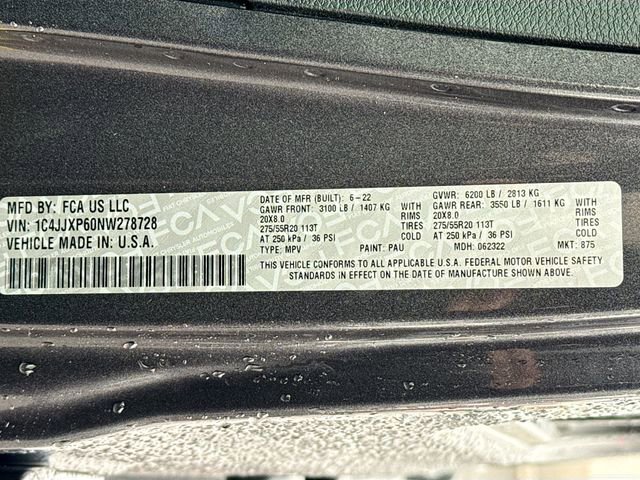 MFD BY: FCA US LLC
VIN: 1C4JJXP60NW278728
VEHICLE MADE IN: U.S.A.
DATE OF MFR (BUILT): 6-22 GVWR: 6200 LB / 2813 KG
GAWR FRONT: 3100 LB / 1407 KG WITH GAWR REAR: 3550 LB / 1611 KG WITH
20X8.0 RIMS 20X8.0 RIMS
275/55R20 113T TIRES 275/55R20 113T TIRES
AT 250 kPa / 36 PSI COLD AT 250 kPa / 36 PSI COLD
TYPE: MPV PAINT: PAU MDH: 062322 MKT: 875
THIS VEHICLE CONFORMS TO ALL APPLICABLE U.S.A. FEDERAL MOTOR VEHICLE SAFETY
STANDARDS IN EFFECT ON THE DATE OF MANUFACTURE SHOWN ABOVE.